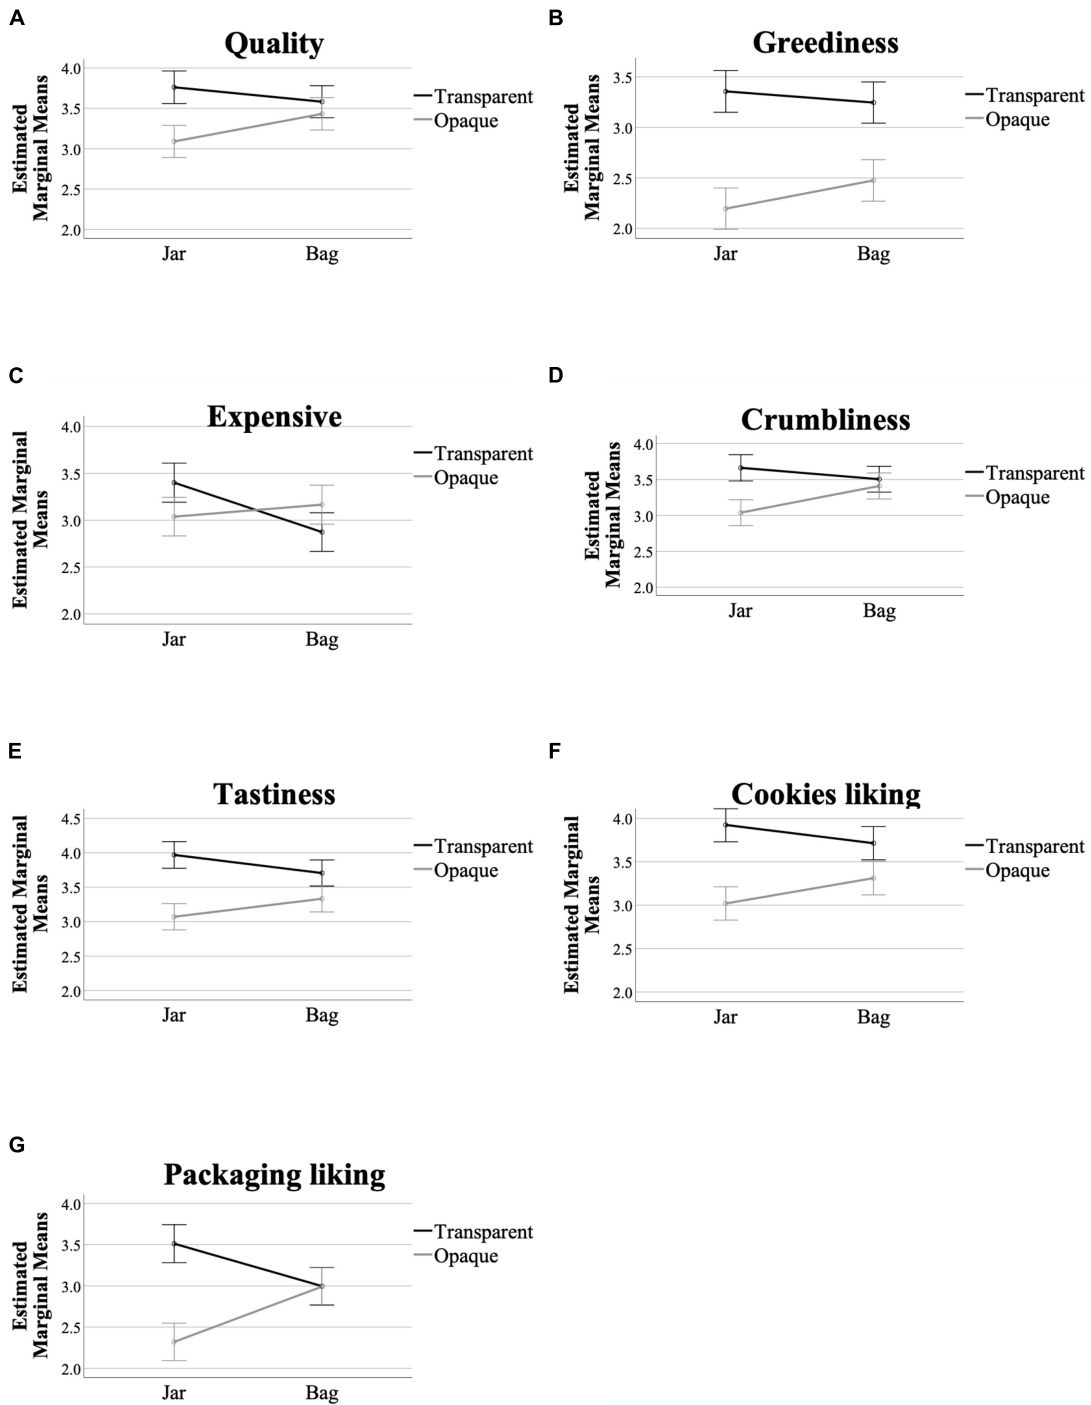 A
Quality
Estimated
Marginal Means
4.0
3.5
3.0
2.5
2.0
Jar
Bag
Transparent
Opaque
B
Greediness
Estimated
Marginal Means
3.5
3.0
2.5
2.0
Jar
Bag
Transparent
Opaque
C
Expensive
Estimated Marginal
Means
4.0
3.5
3.0
2.5
2.0
Jar
Bag
Transparent
Opaque
D
Crumbliness
Estimated
Marginal Means
4.0
3.5
3.0
2.5
2.0
Jar
Bag
Transparent
Opaque
E
Tastiness
Estimated Marginal
Means
4.5
4.0
3.5
3.0
2.5
2.0
Jar
Bag
Transparent
Opaque
F
Cookies liking
Estimated Marginal
Means
4.0
3.5
3.0
2.5
2.0
Jar
Bag
Transparent
Opaque
G
Packaging liking
Estimated
Marginal Means
4.0
3.5
3.0
2.5
2.0
Jar
Bag
Transparent
Opaque